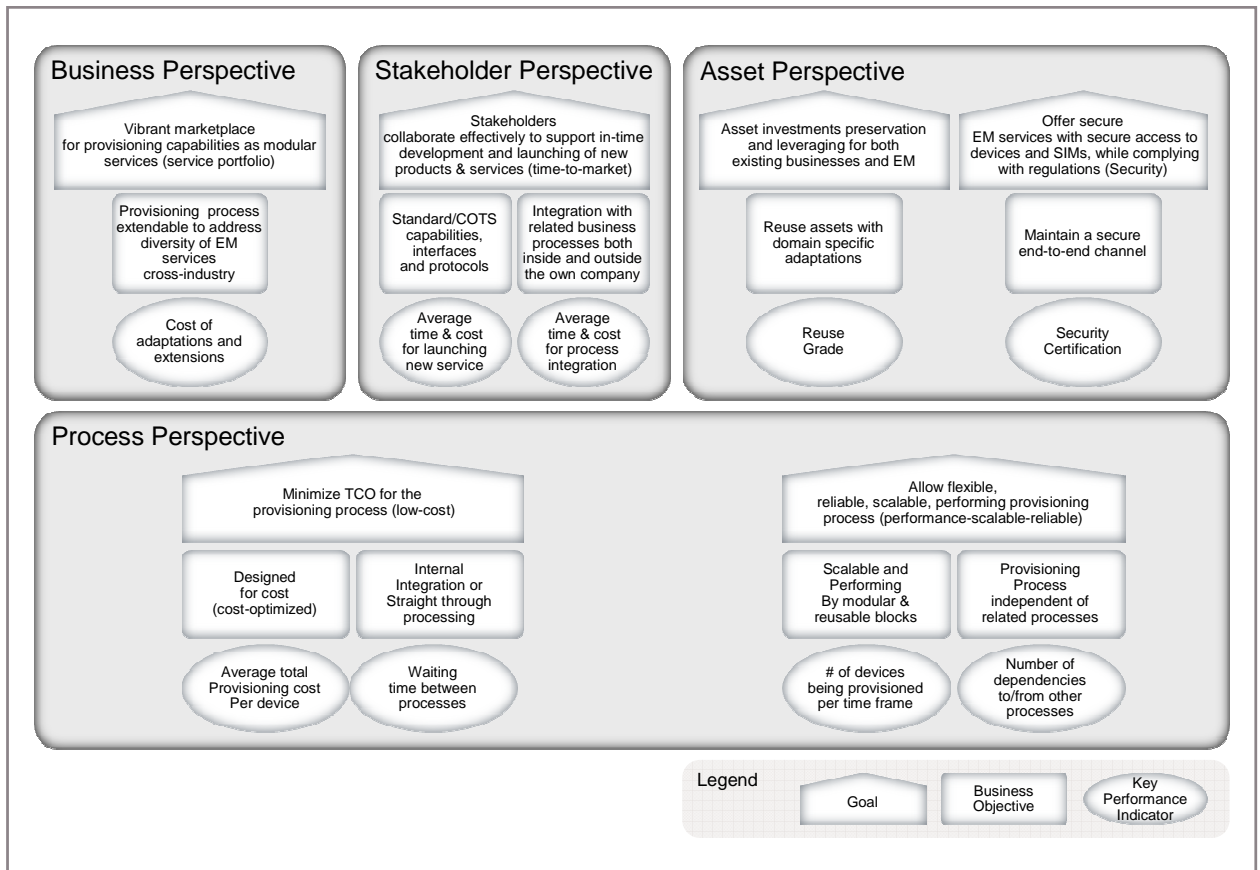 Business Perspective
Vibrant marketplace
for provisioning capabilities as modular
services (service portfolio)
Provisioning process
extendable to address
diversity of EM
services
cross-industry
Cost of
adaptations and
extensions
Stakeholder Perspective
Stakeholders
collaborate effectively to support in-time
development and launching of new
products & services (time-to-market)
Standard/COTS
capabilities,
interfaces
and protocols
Integration with
related business
processes both
inside and outside
the own company
Average
time & cost
for launching
new service
Average
time & cost
for process
integration
Asset Perspective
Asset investments preservation
and leveraging for both
existing businesses and EM
Offer secure
EM services with secure access to
devices and SIMs, while complying
with regulations (Security)
Reuse assets with
domain specific
adaptations
Maintain a secure
end-to-end channel
Reuse
Grade
Security
Certification
Process Perspective
Minimize TCO for the
provisioning process (low-cost)
Designed
for cost
(cost-optimized)
Internal
Integration or
Straight through
processing
Average total
Provisioning cost
Per device
Waiting
time between
processes
Allow flexible,
reliable, scalable, performing provisioning
process (performance-scalable-reliable)
Scalable and
Performing
By modular &
reusable blocks
Provisioning
Process
independent of
related processes
# of devices
being provisioned
per time frame
Number of
dependencies
to/from other
processes
Legend
Goal
Business
Objective
Key
Performance
Indicator